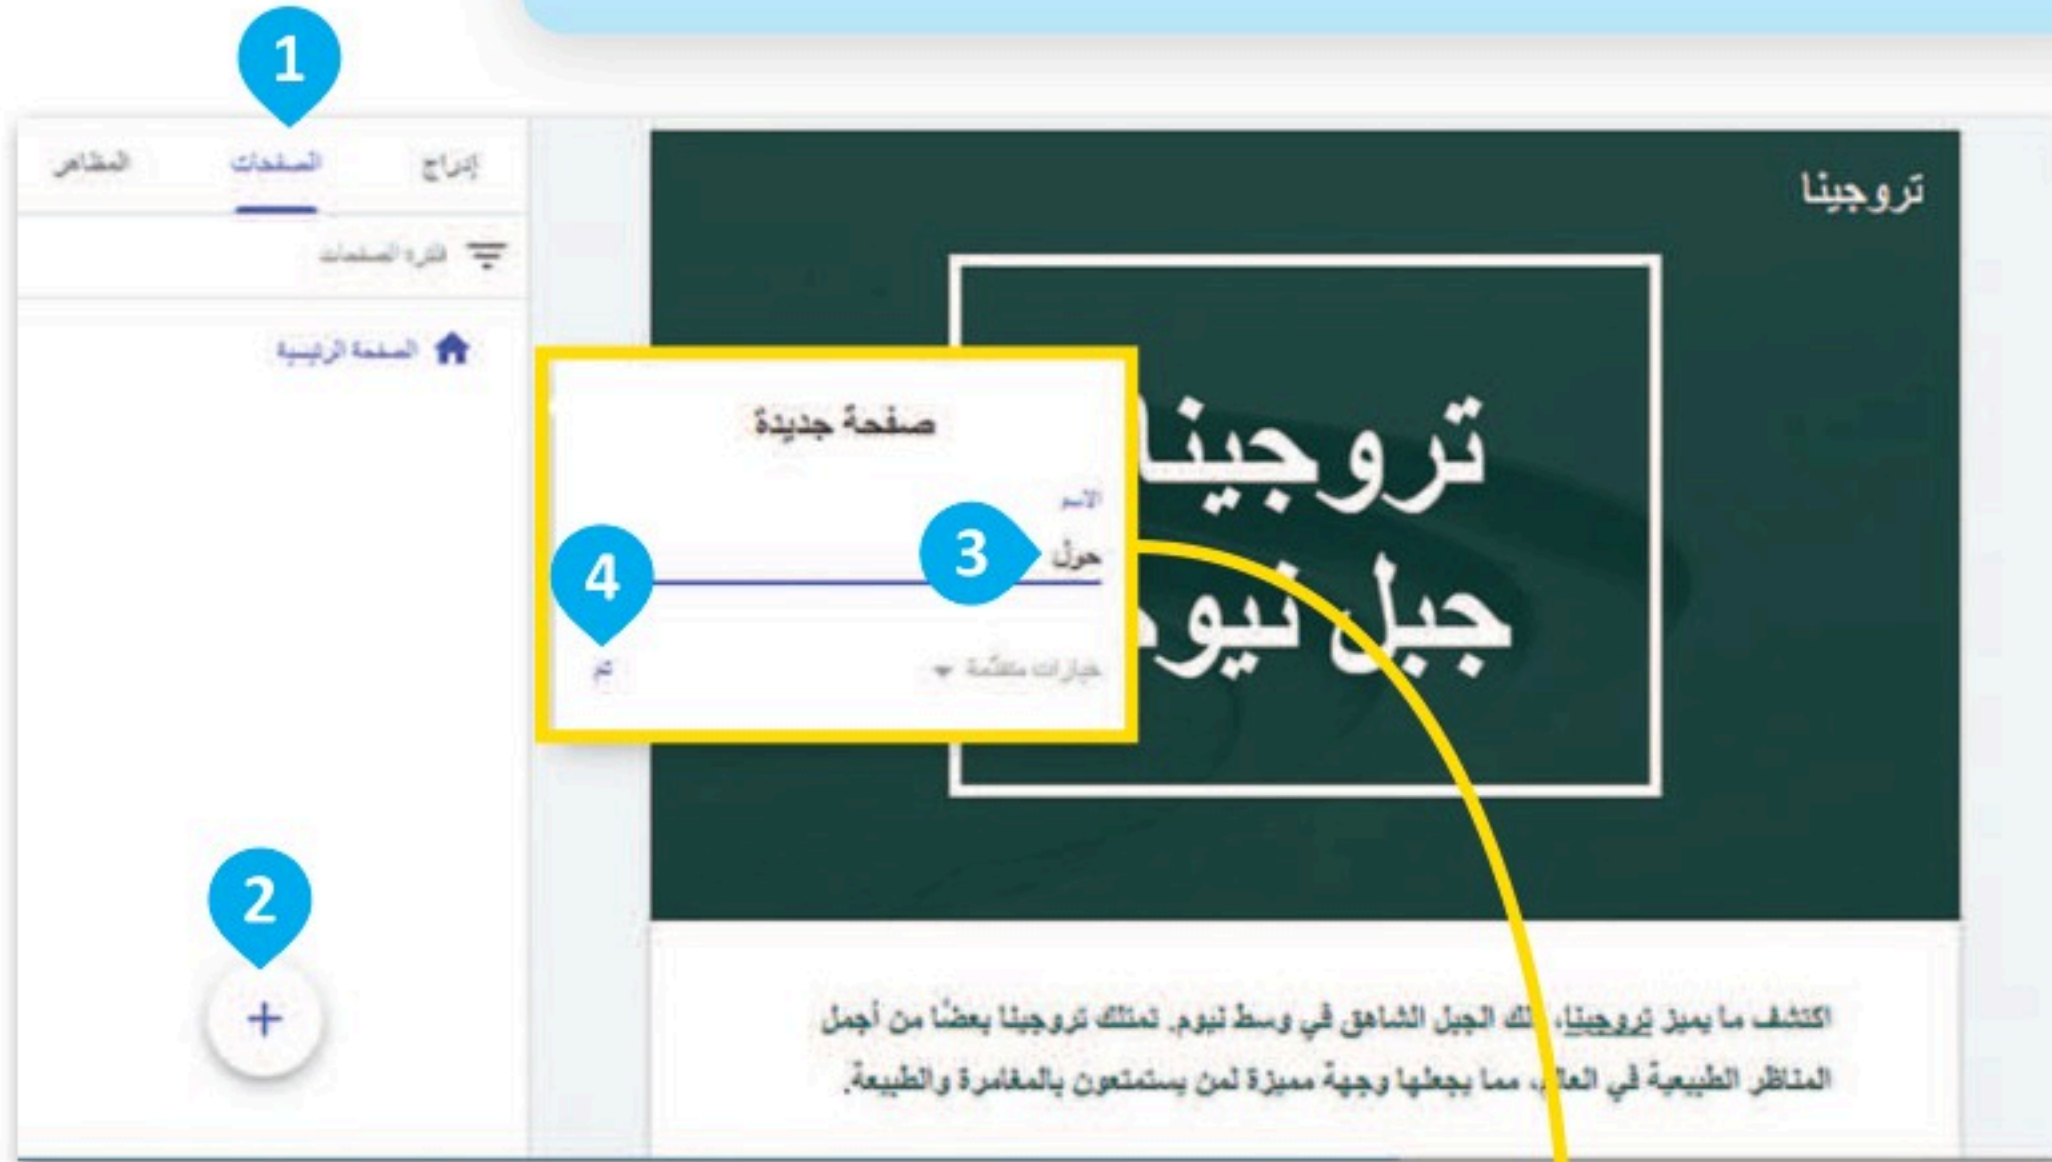 1
إدراج
الصفحات
المظاهر
فلترة الصفحات
الصفحة الرئيسية
2
+
صفحة جديدة
الاسم
3
حول
4
خيارات متقدّمة
تم
تروجينا
تروجينا
جبل نيوم
اكتشف ما يميز تروجينا، ذلك الجبل الشاهق في وسط نيوم. تمتلك تروجينا بعضًا من أجمل
المناظر الطبيعية في العالم، مما يجعلها وجهة مميزة لمن يستمتعون بالمغامرة والطبيعة.